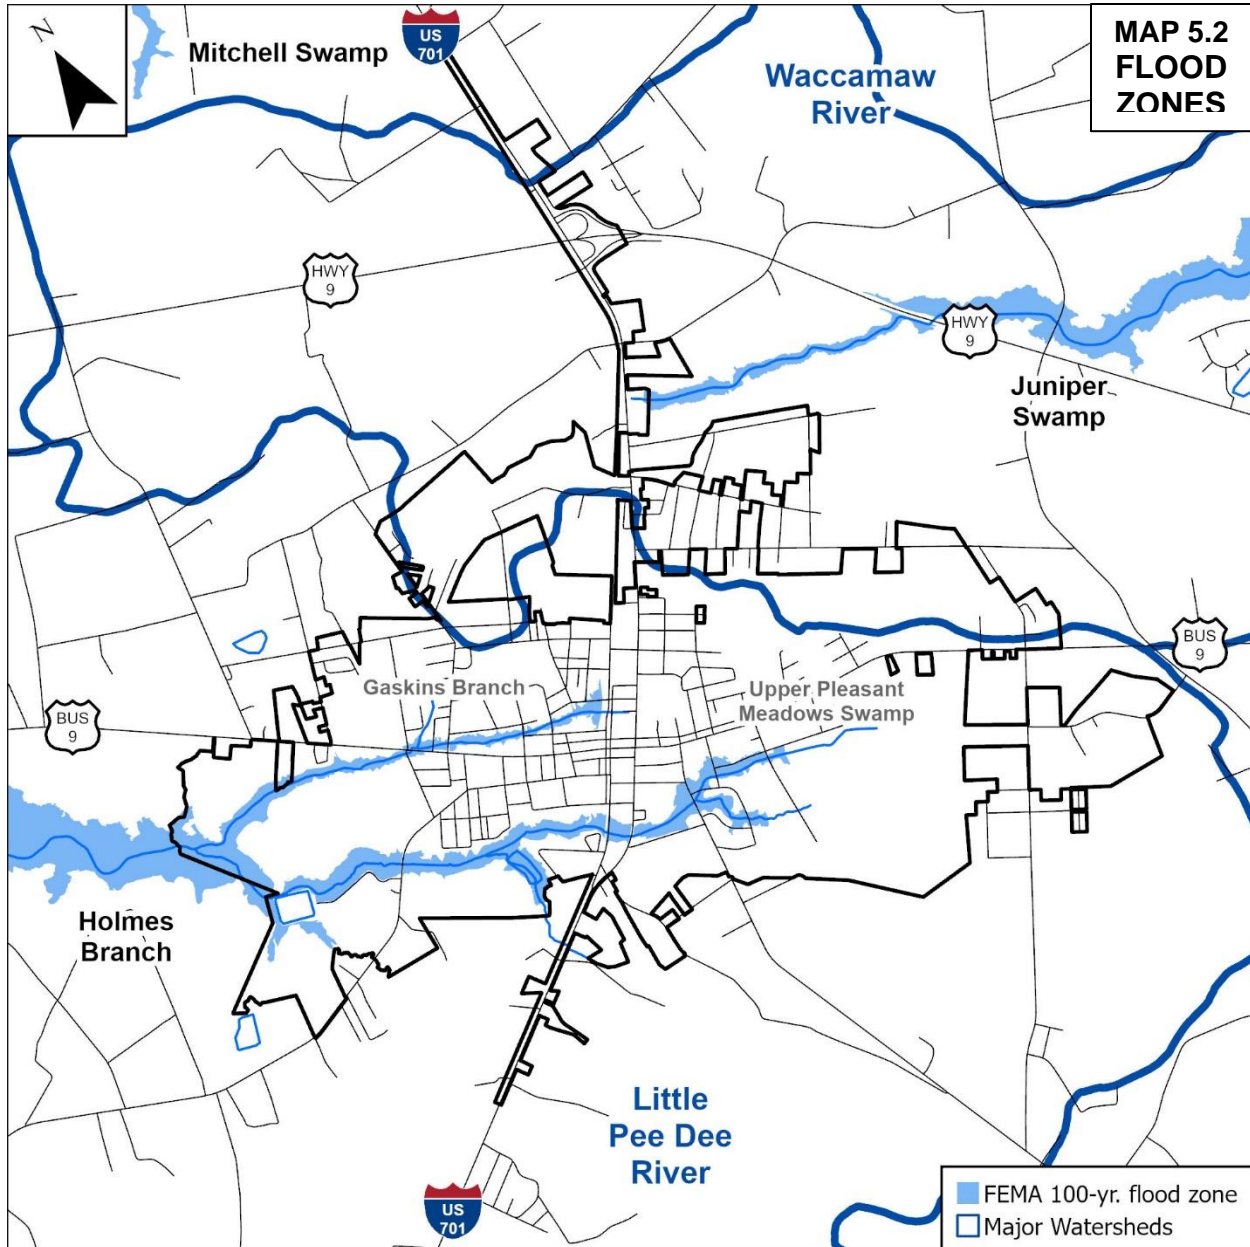 N
Mitchell Swamp
US
701
Waccamaw
River
MAP 5.2
FLOOD
ZONES
HWY
9
HWY
9
Juniper
Swamp
BUS
9
Gaskins Branch
Upper Pleasant
Meadows Swamp
BUS
9
Holmes
Branch
Little
Pee Dee
River
US
701
FEMA 100-yr. flood zone
Major Watersheds